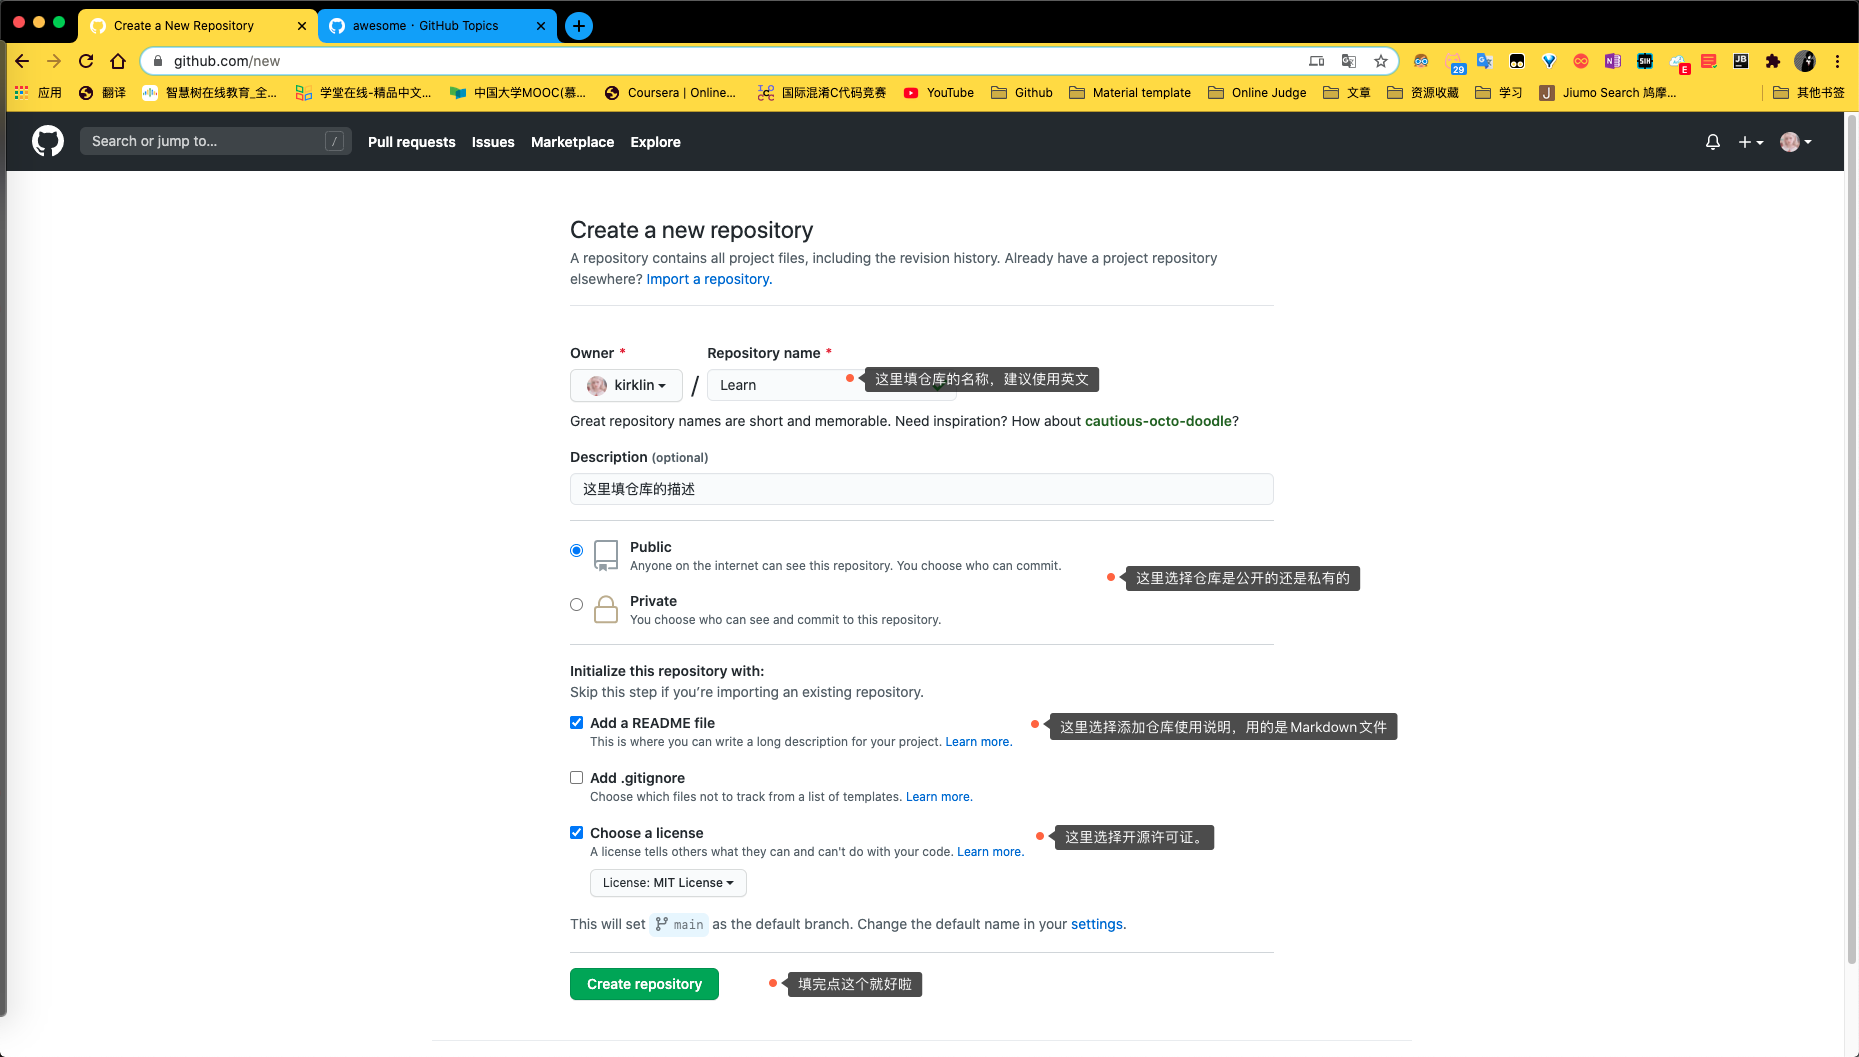 Create a New Repository
awesome · GitHub Topics
github.com/new
29
E
应用
翻译
智慧树在线教育_全...
学堂在线-精品中文...
中国大学MOOC(慕...
Coursera | Online...
国际混淆C代码竞赛
YouTube
Github
Material template
Online Judge
文章
资源收藏
学习
Jiumo Search 鸠摩...
其他书签
Search or jump to...
/
Pull requests
Issues
Marketplace
Explore
Create a new repository
A repository contains all project files, including the revision history. Already have a project repository
elsewhere? Import a repository.
Owner *
Repository name *
kirklin
/
Learn
这里填仓库的名称，建议使用英文
Great repository names are short and memorable. Need inspiration? How about cautious-octo-doodle?
Description (optional)
这里填仓库的描述
Public
Anyone on the internet can see this repository. You choose who can commit.
这里选择仓库是公开的还是私有的
Private
You choose who can see and commit to this repository.
Initialize this repository with:
Skip this step if you’re importing an existing repository.
Add a README file
This is where you can write a long description for your project. Learn more.
这里选择添加仓库使用说明，用的是Markdown文件
Add .gitignore
Choose which files not to track from a list of templates. Learn more.
Choose a license
A license tells others what they can and can't do with your code. Learn more.
这里选择开源许可证。
License: MIT License
This will set main as the default branch. Change the default name in your settings.
Create repository
填完点这个就好啦